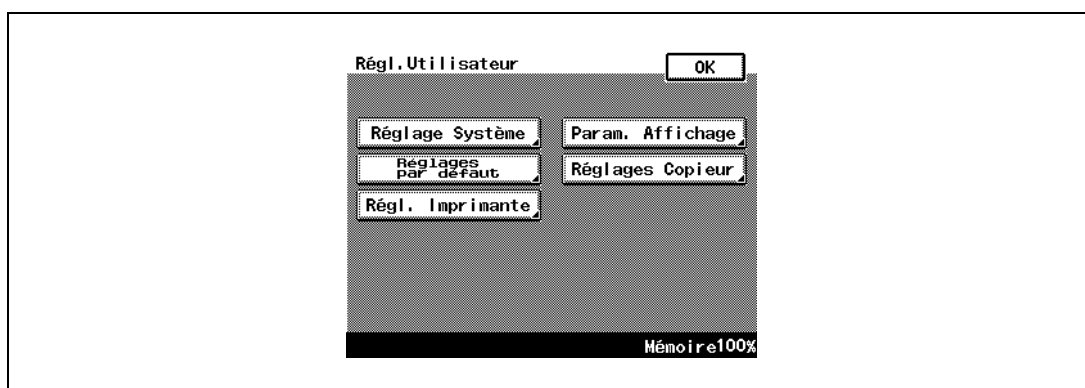 Régl.Utilisateur
OK
Réglage Système
Param. Affichage
Réglages
par défaut
Réglages Copieur
Régl. Imprimante
Mémoire100%